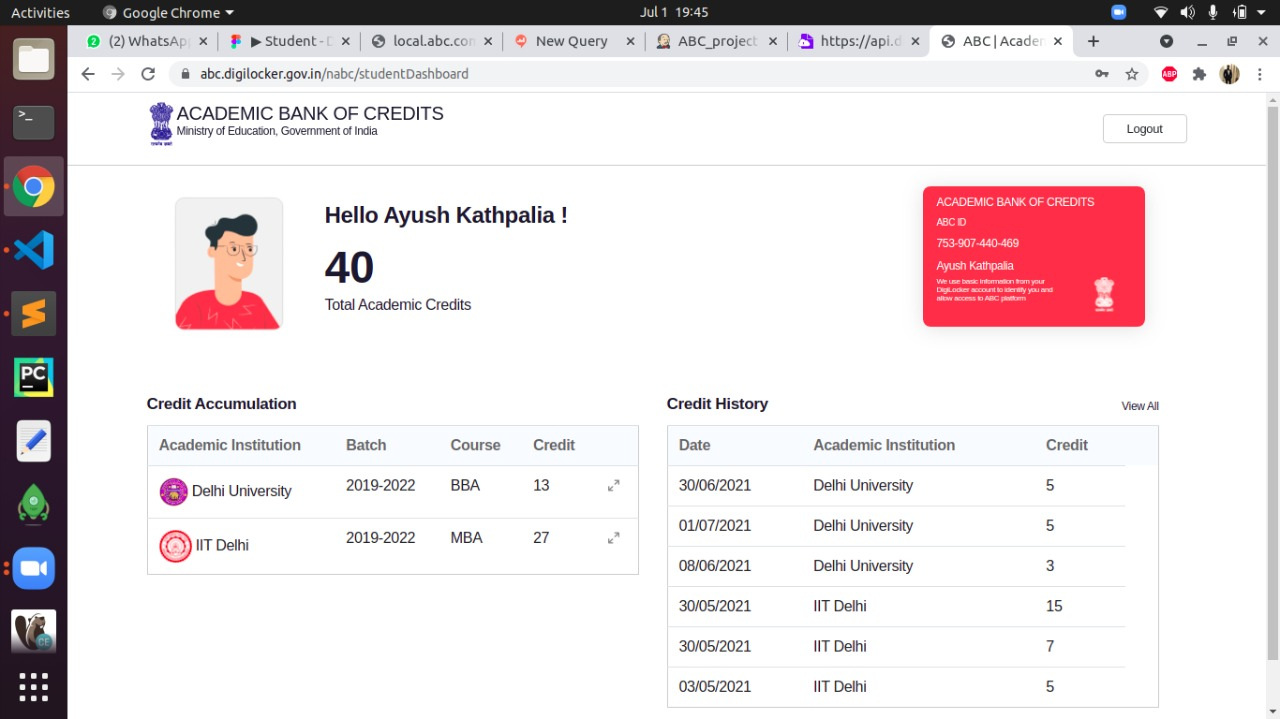 Activities Google Chrome Jul 1 19:45
(2) WhatsAp ▶ Student - D local.abc.com New Query ABC_project https://api.d ABC | Academ
abc.digilocker.gov.in/nabc/studentDashboard ABP
ACADEMIC BANK OF CREDITS
Ministry of Education, Government of India
Logout
Hello Ayush Kathpalia !
40
Total Academic Credits
ACADEMIC BANK OF CREDITS
ABC ID
753-907-440-469
Ayush Kathpalia
We use basic information from your
DigiLocker account to identify you and
allow access to ABC platform
Credit Accumulation
Academic Institution Batch Course Credit
Delhi University 2019-2022 BBA 13
IIT Delhi 2019-2022 MBA 27
Credit History View All
Date Academic Institution Credit
30/06/2021 Delhi University 5
01/07/2021 Delhi University 5
08/06/2021 Delhi University 3
30/05/2021 IIT Delhi 15
30/05/2021 IIT Delhi 7
03/05/2021 IIT Delhi 5
>_
PC
CE